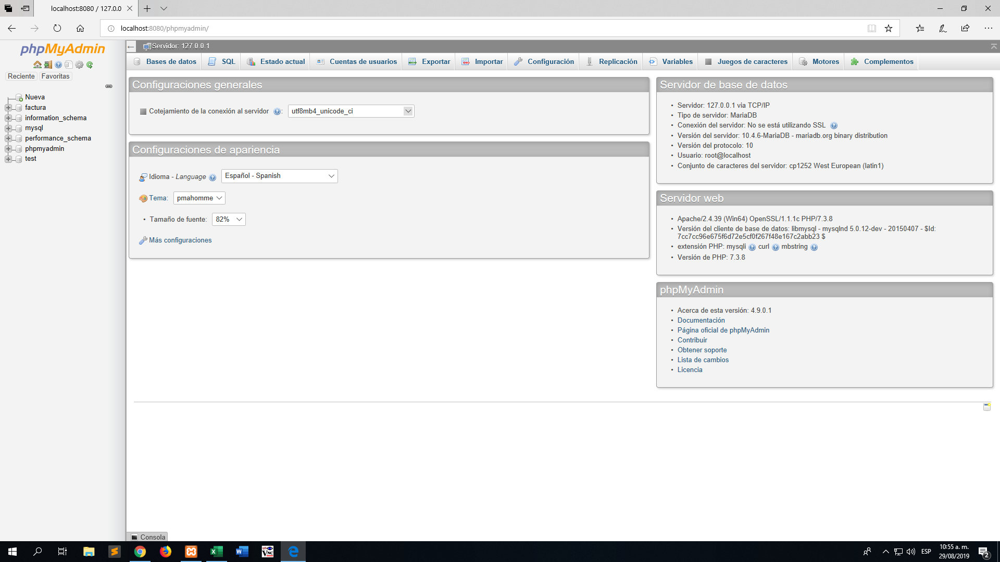 localhost:8080 / 127.0.0
localhost:8080/phpmyadmin/
phpMyAdmin
Reciente Favoritas
Nueva
factura
information_schema
mysql
performance_schema
phpmyadmin
test
Servidor: 127.0.0.1
Bases de datos SQL Estado actual Cuentas de usuarios Exportar Importar Configuración Replicación Variables Juegos de caracteres Motores Complementos
Configuraciones generales
Cotejamiento de la conexión al servidor : utf8mb4_unicode_ci
Configuraciones de apariencia
Idioma - Language Español - Spanish
Tema: pmahomme
• Tamaño de fuente: 82%
Más configuraciones
Servidor de base de datos
• Servidor: 127.0.0.1 via TCP/IP
• Tipo de servidor: MariaDB
• Conexión del servidor: No se está utilizando SSL
• Versión del servidor: 10.4.6-MariaDB - mariadb.org binary distribution
• Versión del protocolo: 10
• Usuario: root@localhost
• Conjunto de caracteres del servidor: cp1252 West European (latin1)
Servidor web
• Apache/2.4.39 (Win64) OpenSSL/1.1.1c PHP/7.3.8
• Versión del cliente de base de datos: libmysql - mysqlnd 5.0.12-dev - 20150407 - $Id:
7cc7cc96e675f6d72e5cf0f267f48e167c2abb23 $
• extensión PHP: mysqli curl mbstring
• Versión de PHP: 7.3.8
phpMyAdmin
• Acerca de esta versión: 4.9.0.1
• Documentación
• Página oficial de phpMyAdmin
• Contribuir
• Obtener soporte
• Lista de cambios
• Licencia
Consola
VNC
ESP
10:55 a. m.
29/08/2019
2